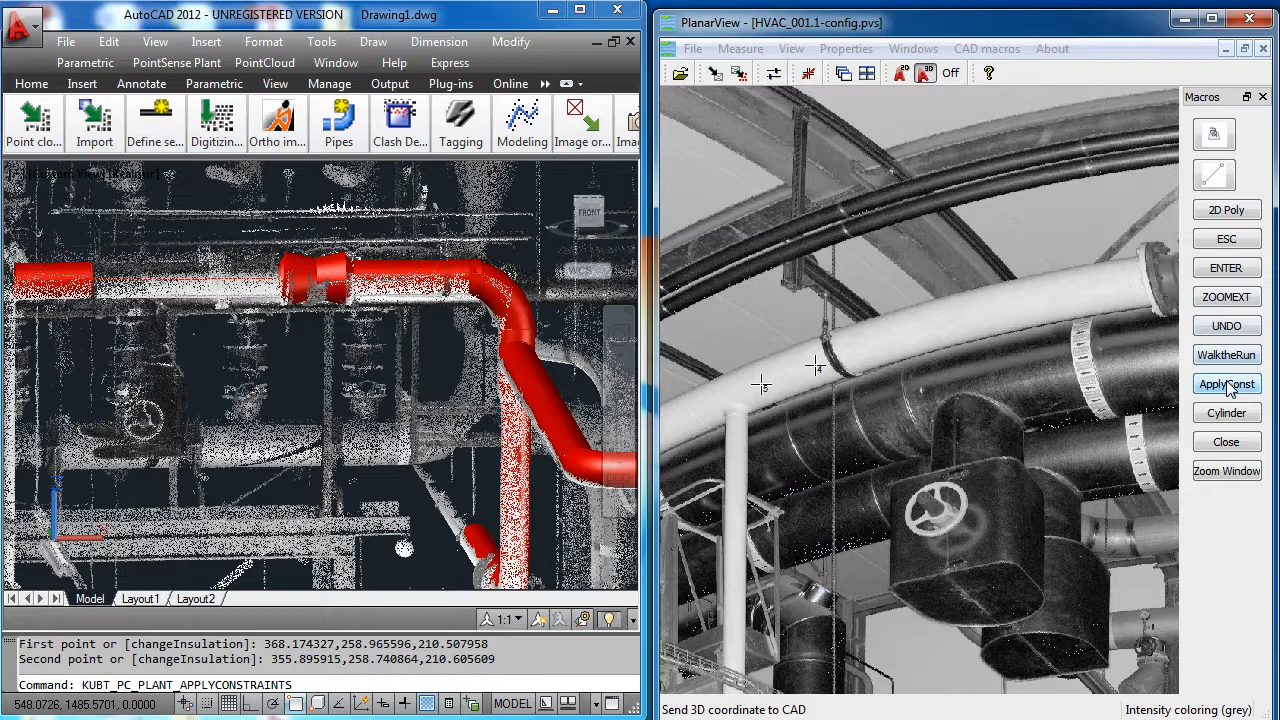 AutoCAD 2012 - UNREGISTERED VERSION Drawing1.dwg
File Edit View Insert Format Tools Draw Dimension Modify
Parametric PointSense Plant PointCloud Window Help Express
Home Insert Annotate Parametric View Manage Output Plug-ins Online
Point clo... Import Define se... Digitizin... Ortho im... Pipes Clash De... Tagging Modeling Image or...
FRONT
WCS
Model Layout1 Layout2
1:1
First point or [changeInsulation]: 368.174327,258.965596,210.507958
Second point or [changeInsulation]: 355.895915,258.740864,210.605609
Command: KUBT_PC_PLANT_APPLYCONSTRAINTS
548.0726, 1485.5701, 0.0000 MODEL
PlanarView - [HVAC_001.1-config.pvs]
File Measure View Properties Windows CAD macros About
2D 3D Off ?
4
5
Macros
2D Poly
ESC
ENTER
ZOOMEXT
UNDO
WalktheRun
ApplyConst
Cylinder
Close
Zoom Window
Send 3D coordinate to CAD Intensity coloring (grey)